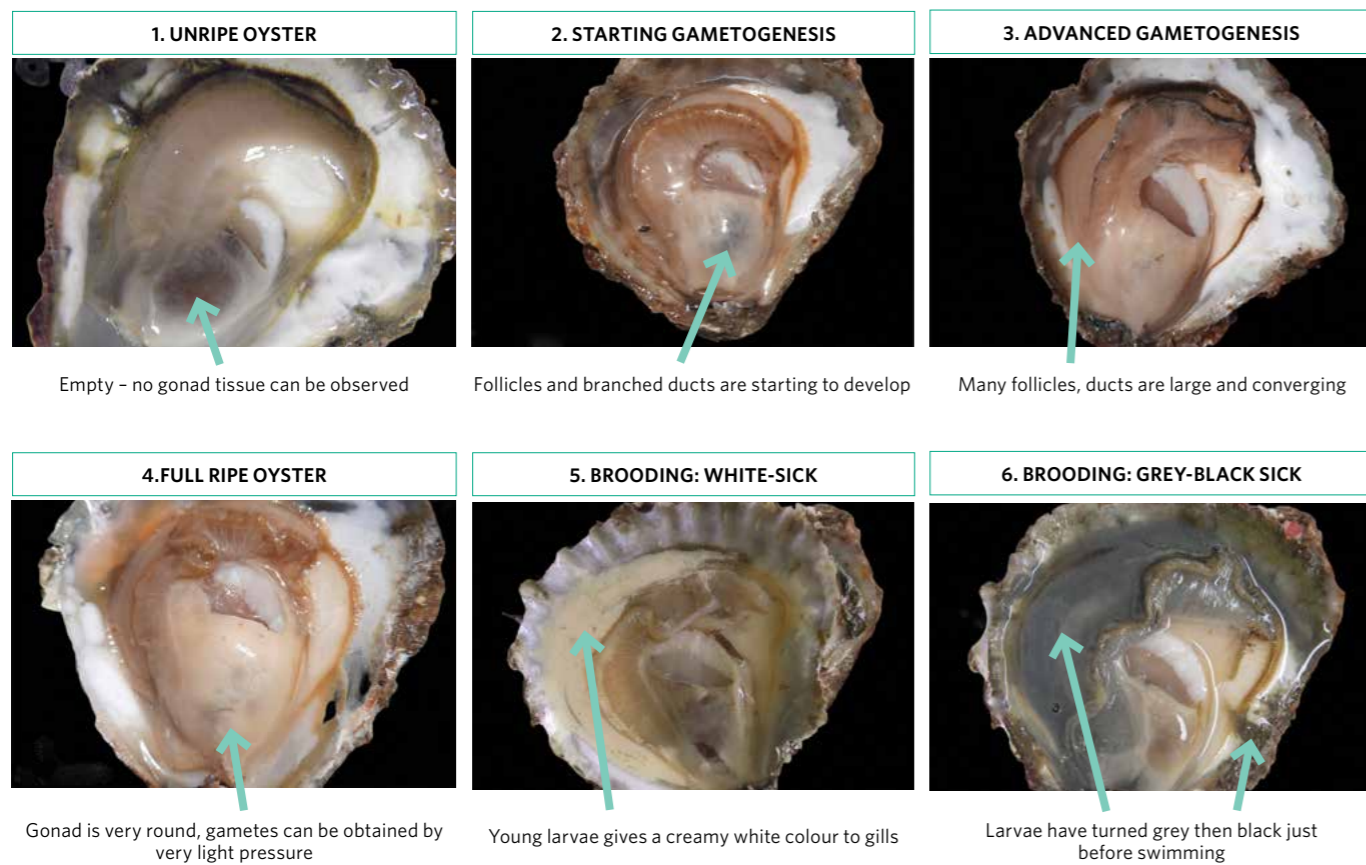 1. UNRIPE OYSTER
2. STARTING GAMETOGENESIS
3. ADVANCED GAMETOGENESIS
Empty – no gonad tissue can be observed
Follicles and branched ducts are starting to develop
Many follicles, ducts are large and converging
4.FULL RIPE OYSTER
5. BROODING: WHITE-SICK
6. BROODING: GREY-BLACK SICK
Gonad is very round, gametes can be obtained by
very light pressure
Young larvae gives a creamy white colour to gills
Larvae have turned grey then black just
before swimming